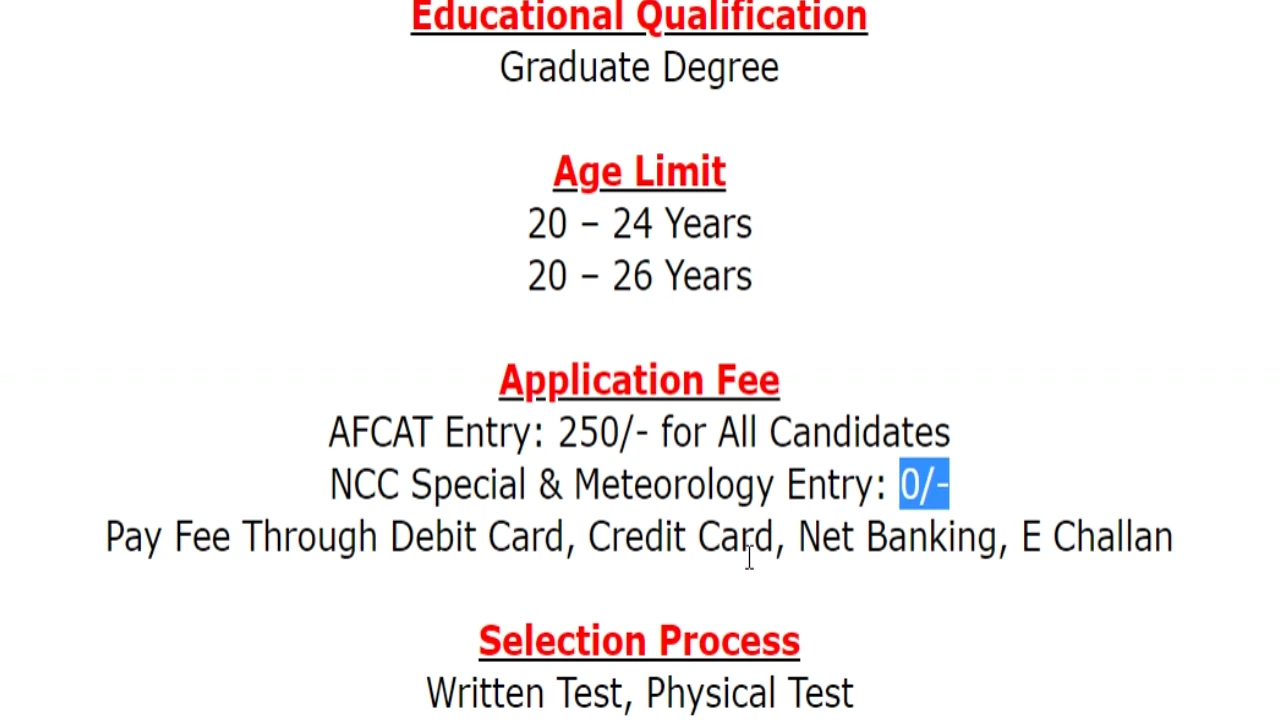 Educational Qualification
Graduate Degree
Age Limit
20 – 24 Years
20 – 26 Years
Application Fee
AFCAT Entry: 250/- for All Candidates
NCC Special & Meteorology Entry: 0/-
Pay Fee Through Debit Card, Credit Card, Net Banking, E Challan
Selection Process
Written Test, Physical Test